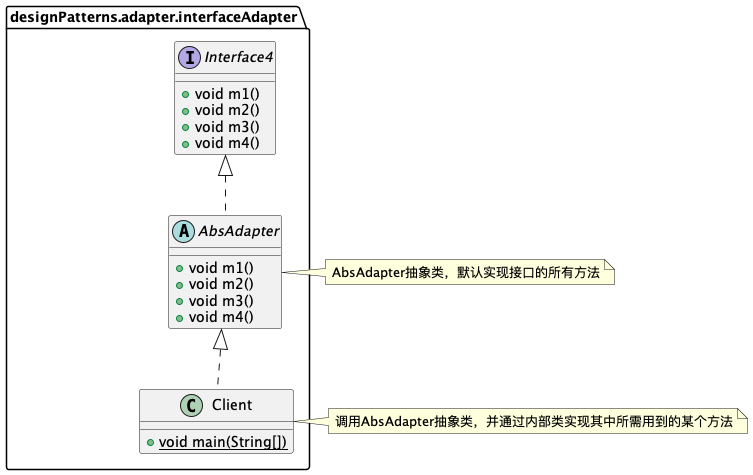 designPatterns.adapter.interfaceAdapter
I Interface4
void m1()
void m2()
void m3()
void m4()
A AbsAdapter
void m1()
void m2()
void m3()
void m4()
AbsAdapter抽象类，默认实现接口的所有方法
C Client
void main(String[])
调用AbsAdapter抽象类，并通过内部类实现其中所需用到的某个方法